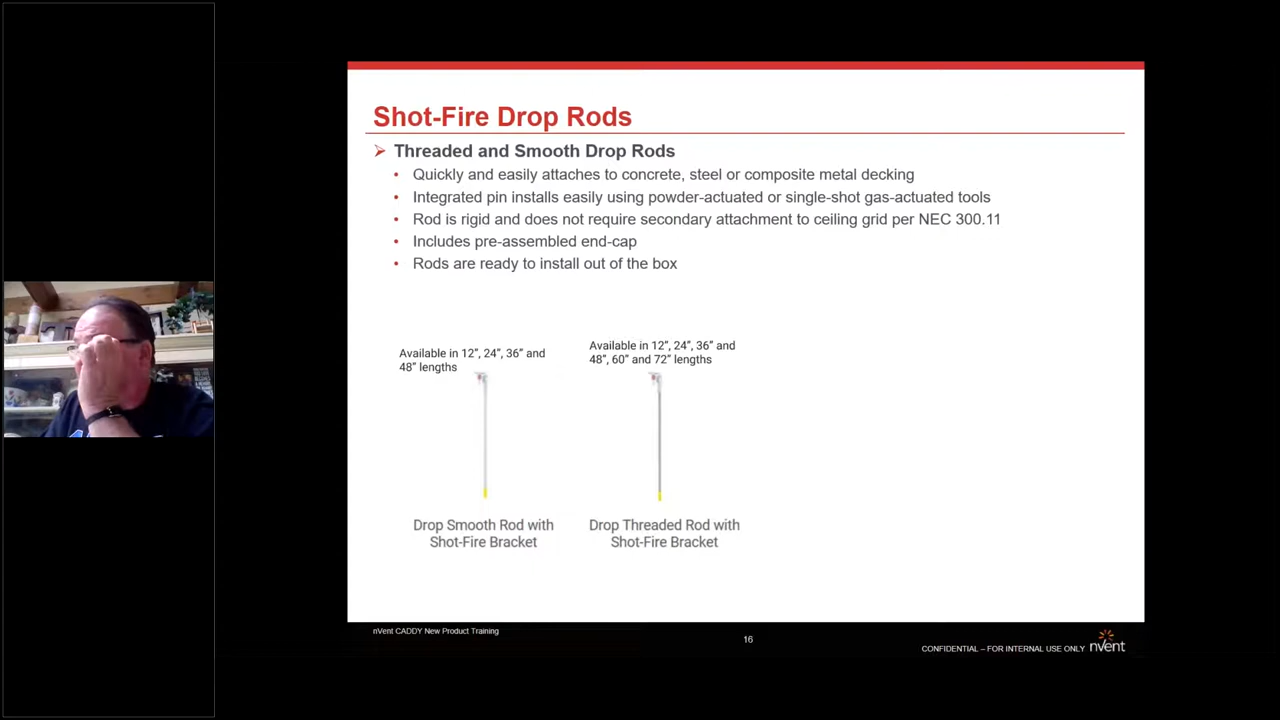 Shot-Fire Drop Rods
Threaded and Smooth Drop Rods
Quickly and easily attaches to concrete, steel or composite metal decking
Integrated pin installs easily using powder-actuated or single-shot gas-actuated tools
Rod is rigid and does not require secondary attachment to ceiling grid per NEC 300.11
Includes pre-assembled end-cap
Rods are ready to install out of the box
Available in 12”, 24”, 36” and
48” lengths
Available in 12”, 24”, 36” and
48”, 60” and 72” lengths
Drop Smooth Rod with
Shot-Fire Bracket
Drop Threaded Rod with
Shot-Fire Bracket
nVent CADDY New Product Training
16
CONFIDENTIAL – FOR INTERNAL USE ONLY
nVent